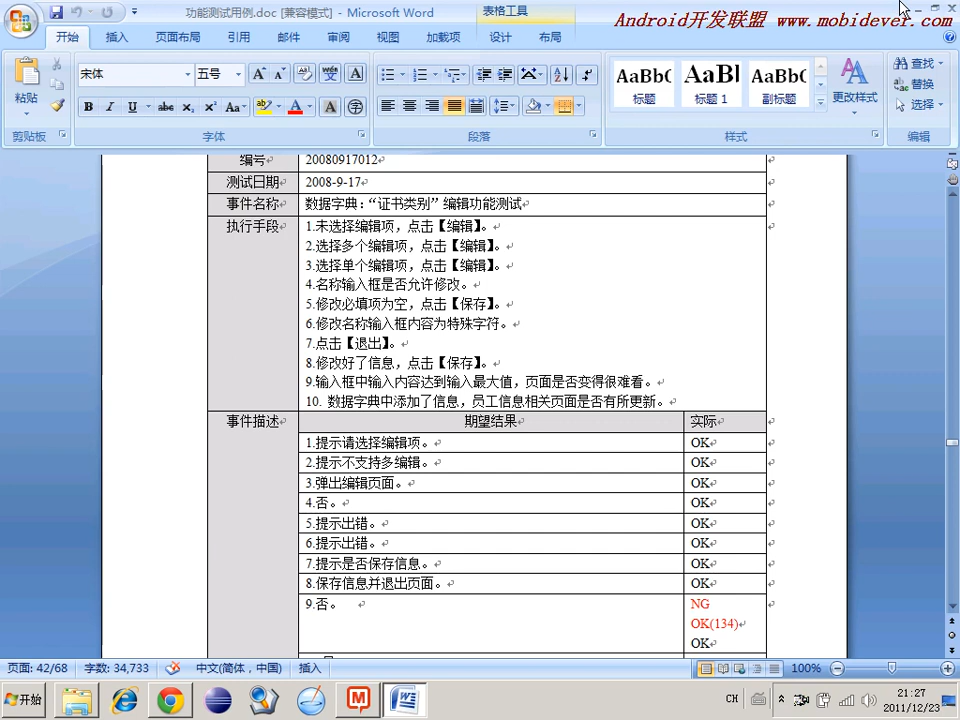 功能测试用例.doc [兼容模式] - Microsoft Word
表格工具
Android开发联盟 www.mobidever.com
开始 插入 页面布局 引用 邮件 审阅 视图 加载项 设计 布局
粘贴
宋体 五号
AaBbC AaBl AaBbC
标题 标题 1 副标题
更改样式
查找
替换
选择
剪贴板 字体 段落 样式 编辑
编号 20080917012
测试日期 2008-9-17
事件名称 数据字典：“证书类别”编辑功能测试
执行手段 1.未选择编辑项，点击【编辑】。
2.选择多个编辑项，点击【编辑】。
3.选择单个编辑项，点击【编辑】。
4.名称输入框是否允许修改。
5.修改必填项为空，点击【保存】。
6.修改名称输入框内容为特殊字符。
7.点击【退出】。
8.修改好了信息，点击【保存】。
9.输入框中输入内容达到输入最大值，页面是否变得很难看。
10. 数据字典中添加了信息，员工信息相关页面是否有所更新。
事件描述 期望结果 实际
1.提示请选择编辑项。 OK
2.提示不支持多编辑。 OK
3.弹出编辑页面。 OK
4.否。 OK
5.提示出错。 OK
6.提示出错。 OK
7.提示是否保存信息。 OK
8.保存信息并退出页面。 OK
9.否。 NG
OK(134)
OK
页面: 42/68 字数: 34,733 中文(简体，中国) 插入 100%
开始 CH 21:27
2011/12/23